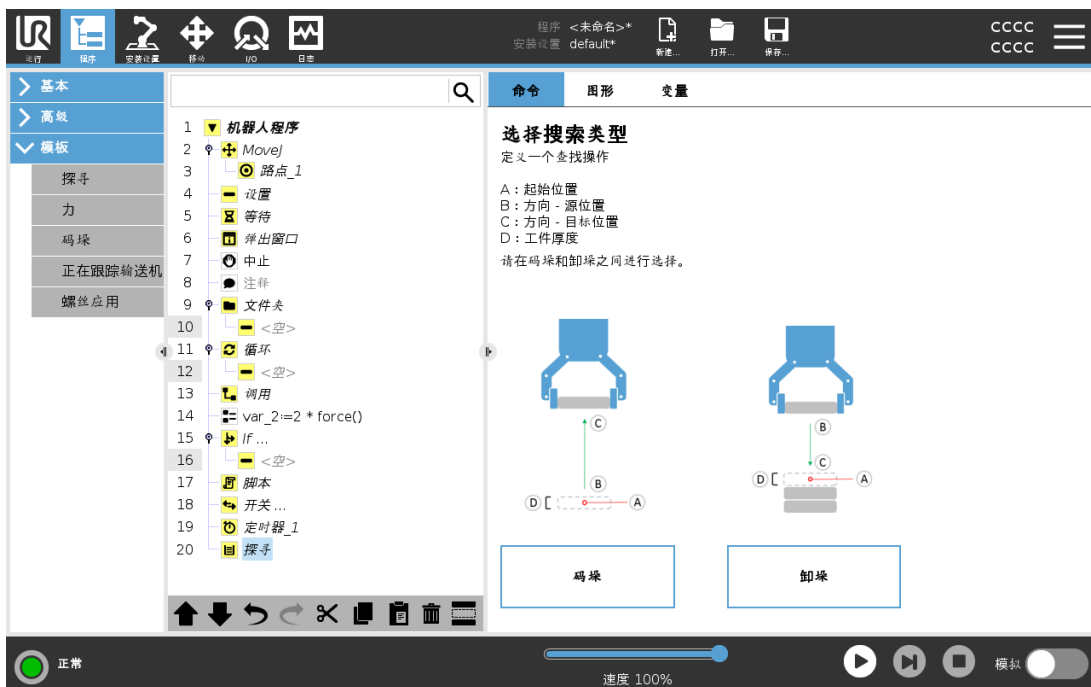 程序 <未命名>*
安装设置 default*
新建...
打开...
保存...
CCCC
CCCC
运行
程序
安装设置
移动
I/O
日志
基本
高级
模板
探寻
力
码垛
正在跟踪输送机
螺丝应用
1 机器人程序
2 MoveJ
3 路点_1
4 设置
5 等待
6 弹出窗口
7 中止
8 注释
9 文件夹
10 <空>
11 循环
12 <空>
13 调用
14 var_2:=2 * force()
15 If ...
16 <空>
17 脚本
18 开关 ...
19 定时器_1
20 探寻
命令 图形 变量
选择搜索类型
定义一个查找操作
A：起始位置
B：方向 - 源位置
C：方向 - 目标位置
D：工件厚度
请在码垛和卸垛之间进行选择。
C
B
D
A
B
C
D
A
码垛
卸垛
正常
速度 100%
模拟